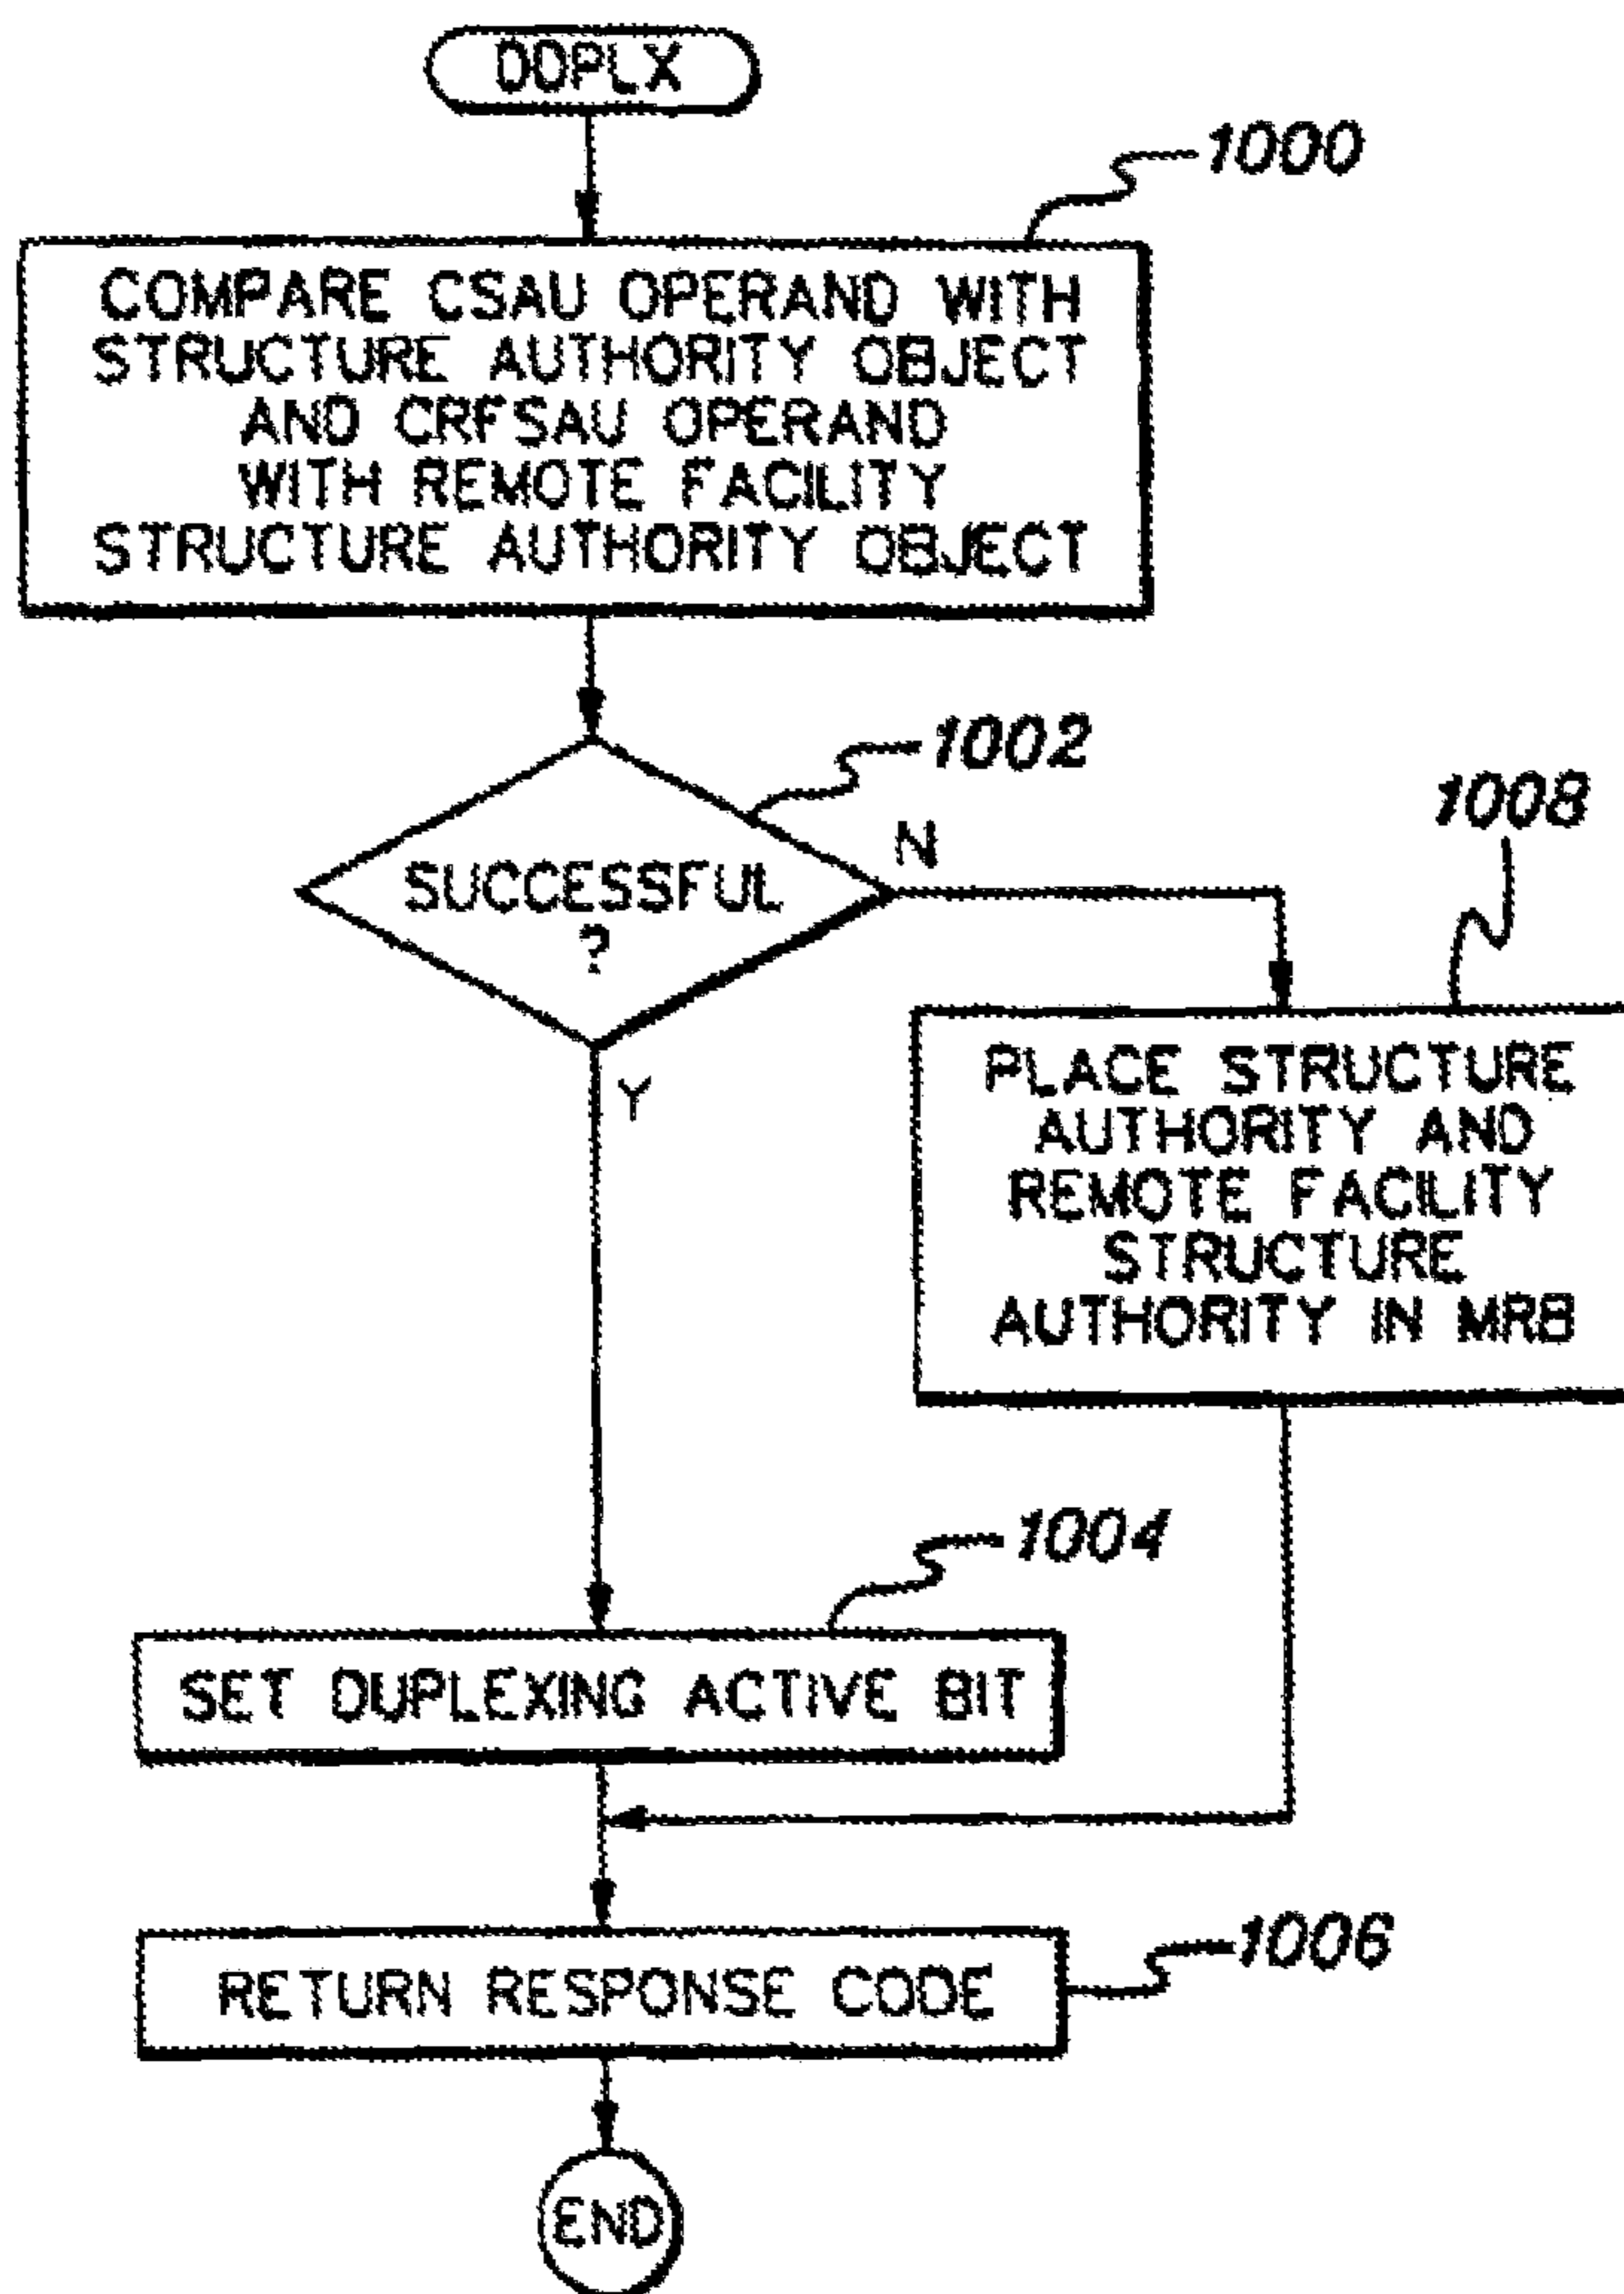 DDPLX
1000
COMPARE CSAU OPERAND WITH
STRUCTURE AUTHORITY OBJECT
AND CRFSAU OPERAND
WITH REMOTE FACILITY
STRUCTURE AUTHORITY OBJECT
1002
SUCCESSFUL
?
N
Y
1008
PLACE STRUCTURE
AUTHORITY AND
REMOTE FACILITY
STRUCTURE
AUTHORITY IN MRB
1004
SET DUPLEXING ACTIVE BIT
RETURN RESPONSE CODE
1006
END